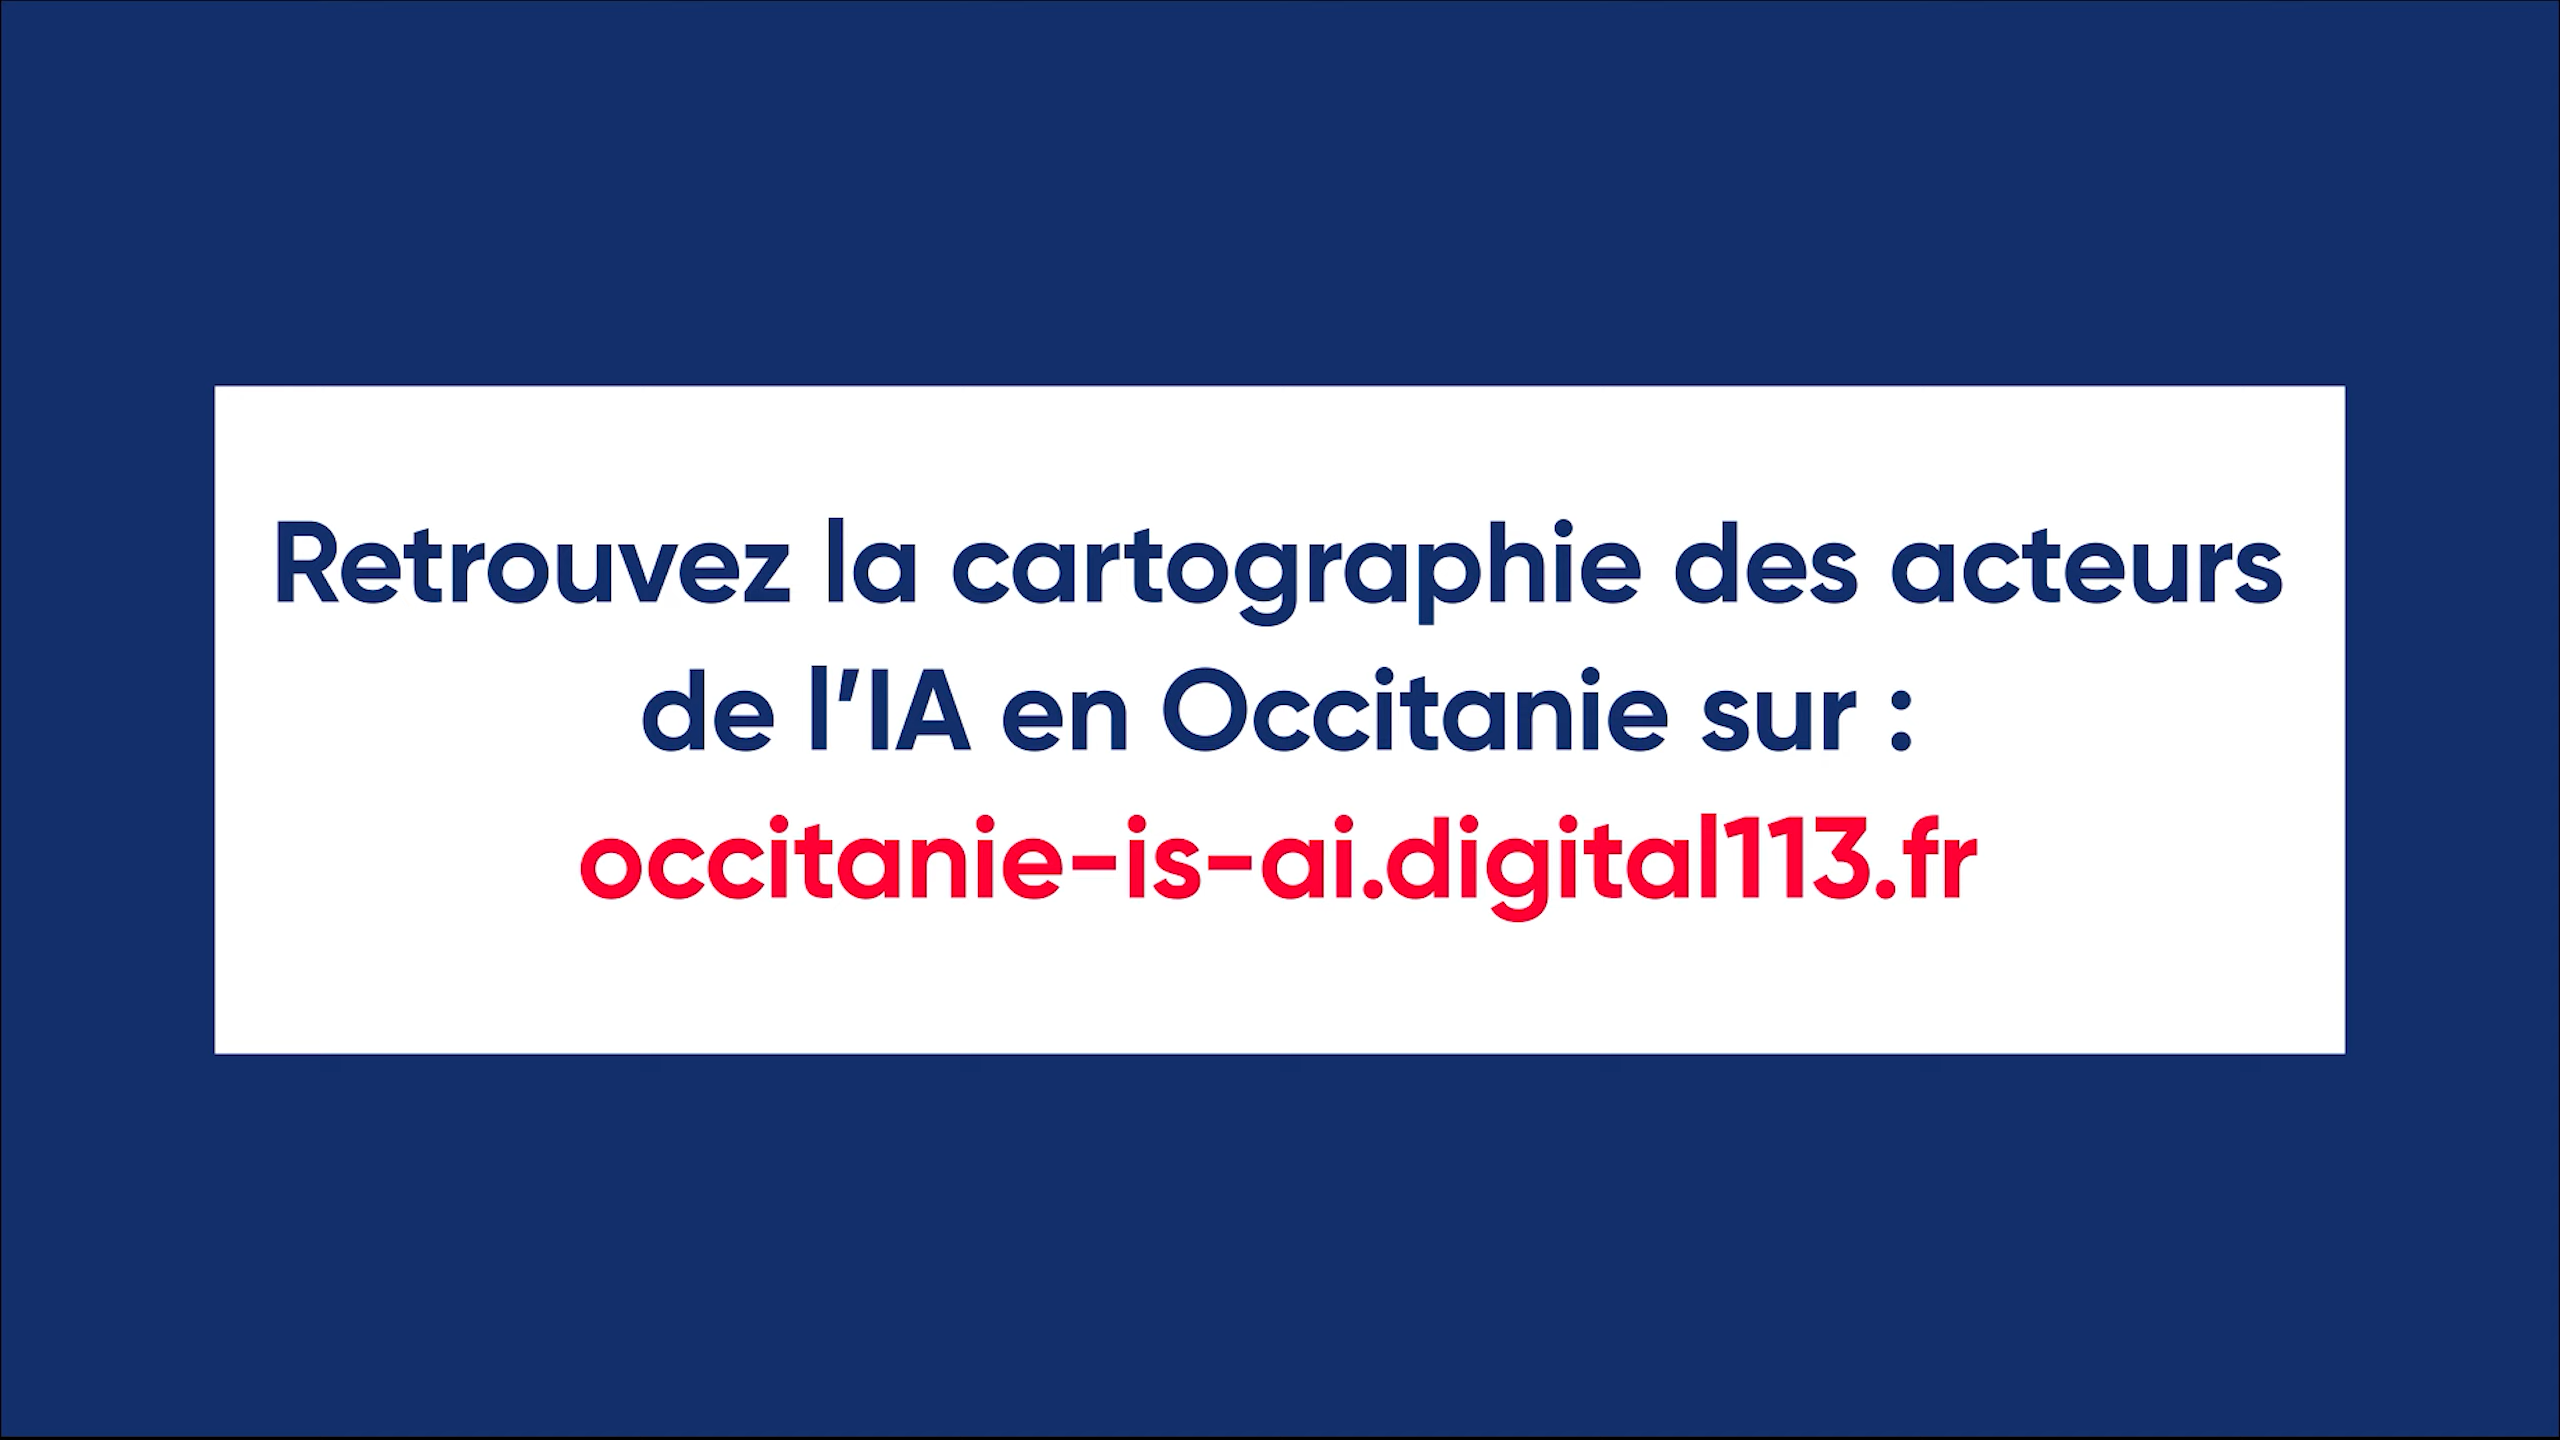 Retrouvez la cartographie des acteurs
de l’IA en Occitanie sur :
occitanie-is-ai.digital113.fr